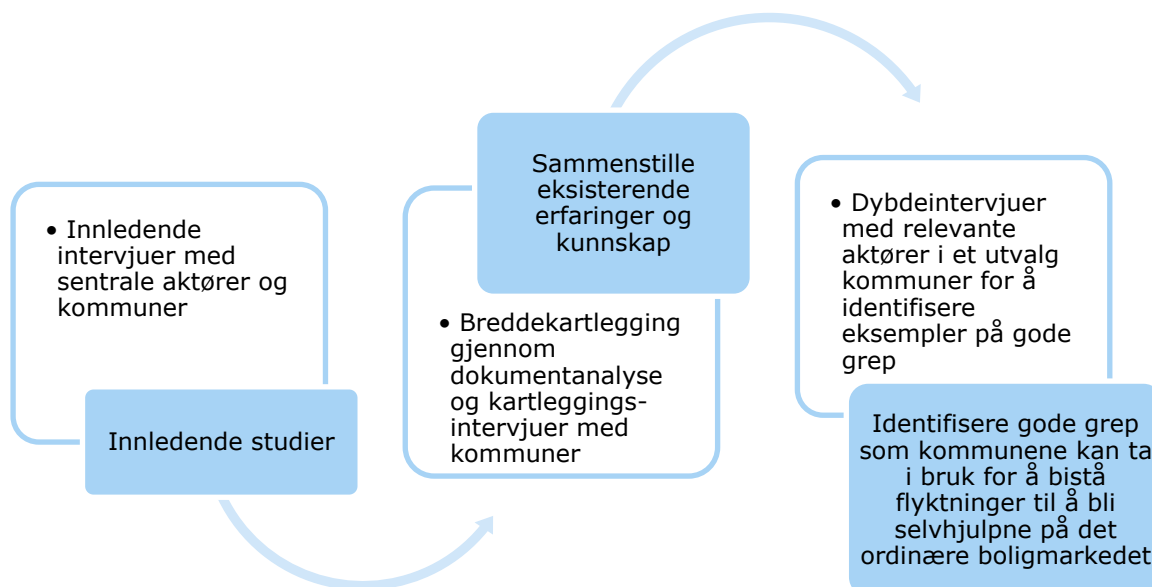 • Innledende
intervjuer med
sentrale aktører og
kommuner
Innledende studier
Sammenstille
eksisterende
erfaringer og
kunnskap
• Breddekartlegging
gjennom
dokumentanalyse
og kartleggings-
intervjuer med
kommuner
• Dybdeintervjuer
med relevante
aktører i et utvalg
kommuner for å
identifisere
eksempler på gode
grep
Identifisere gode grep
som kommunene kan ta
i bruk for å bistå
flyktninger til å bli
selvhjulpne på det
ordinære boligmarkedet